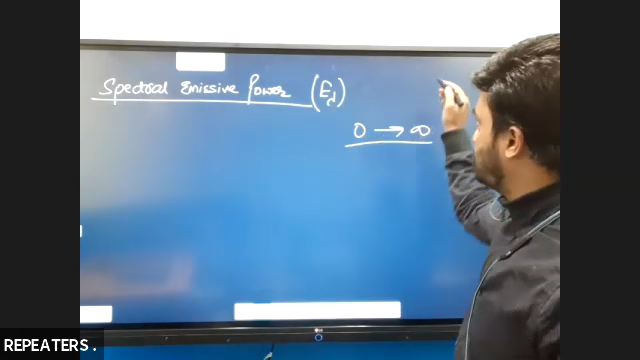 Spectral Emissive Power (Eλ)
0 → ∞
REPEATERS.